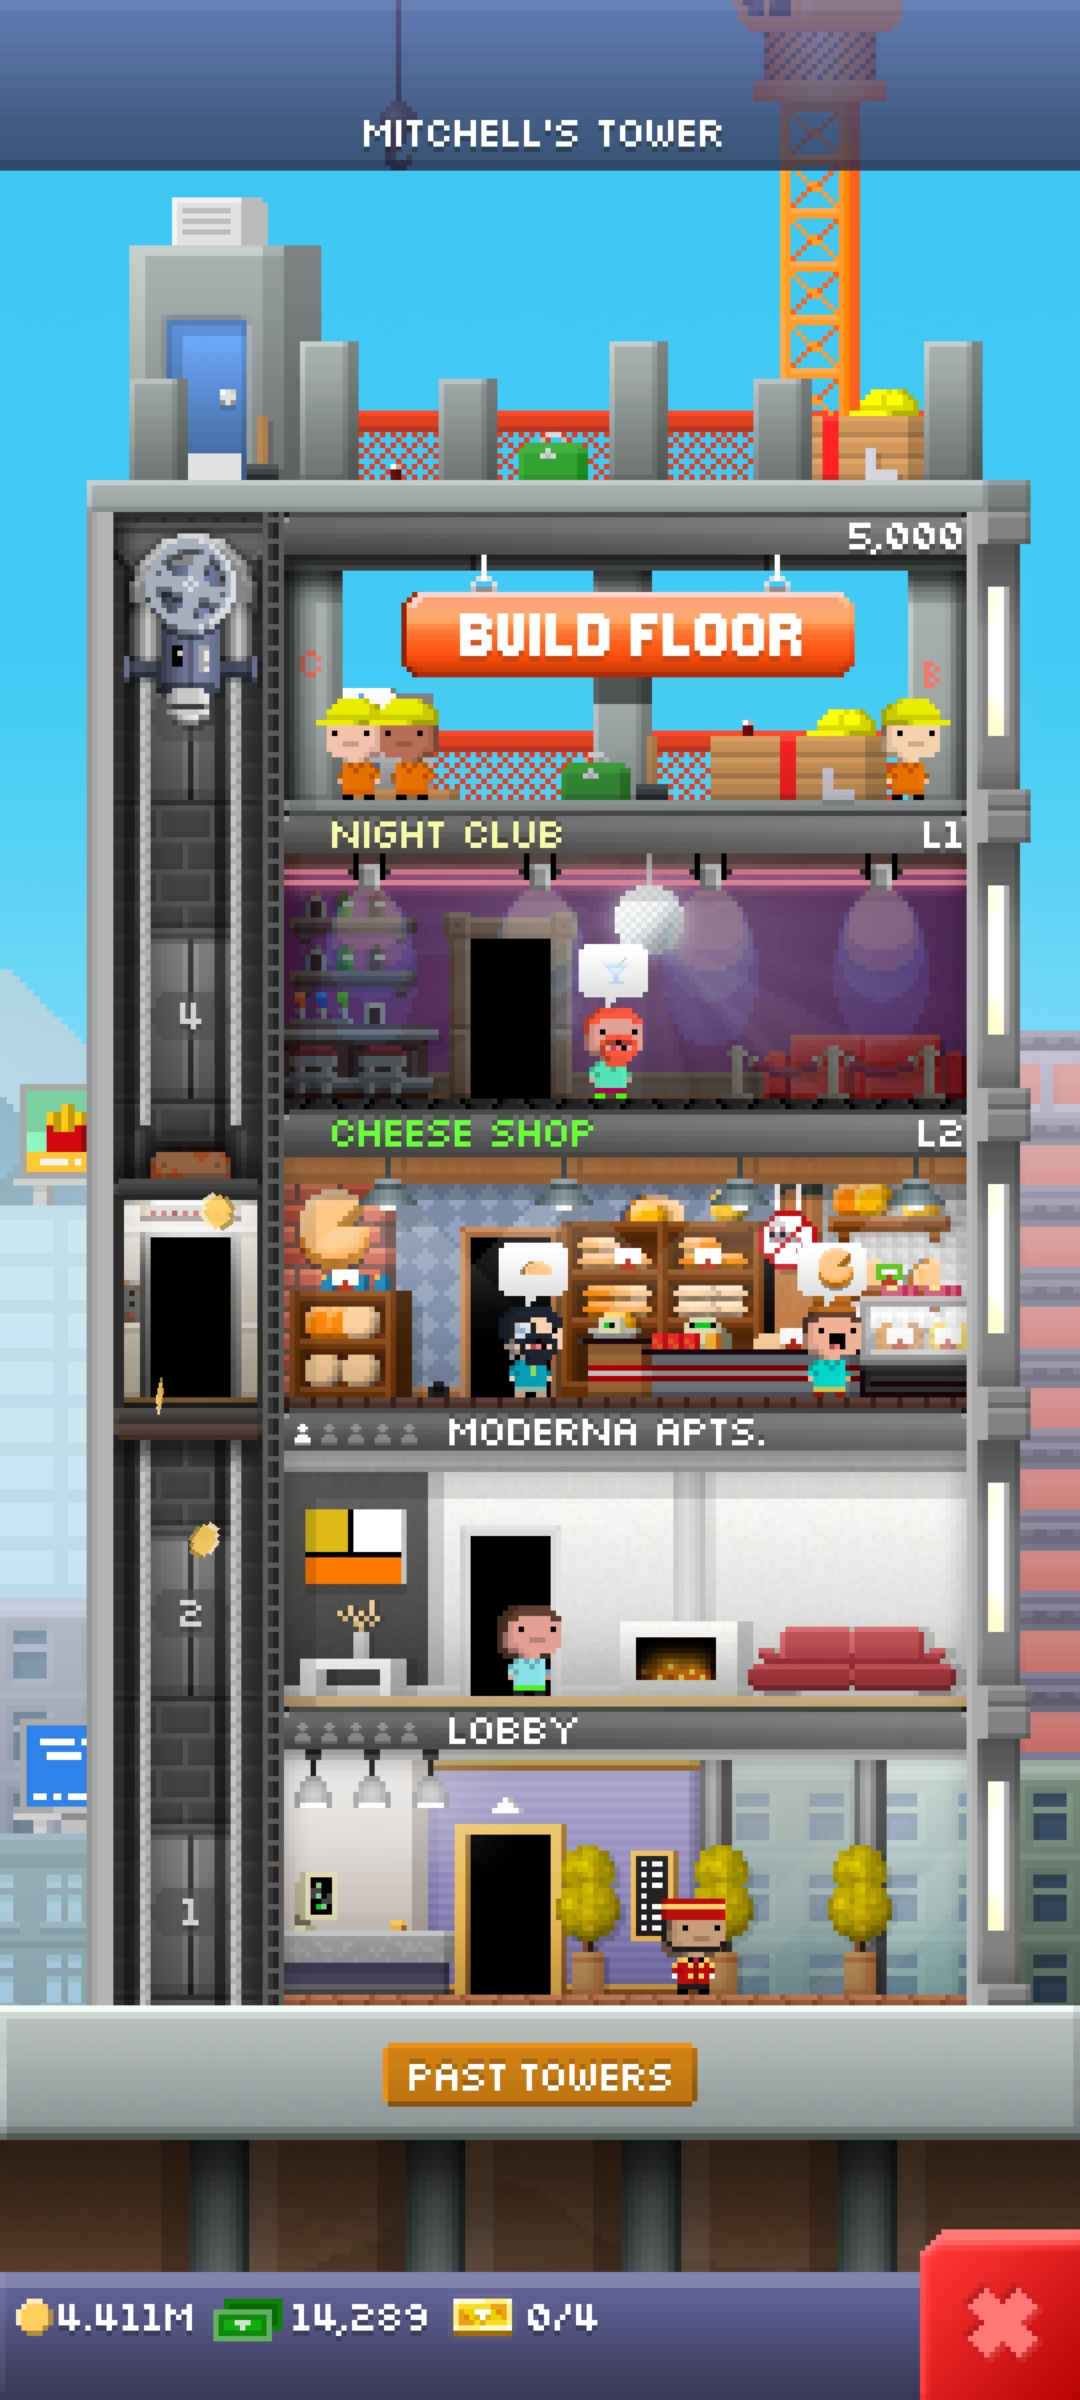 MITCHELL'S TOWER
5,000
BUILD FLOOR
C
B
NIGHT CLUB L1
4
CHEESE SHOP L2
MODERNA APTS.
2
LOBBY
1
PAST TOWERS
4.411M 14,289 0/4